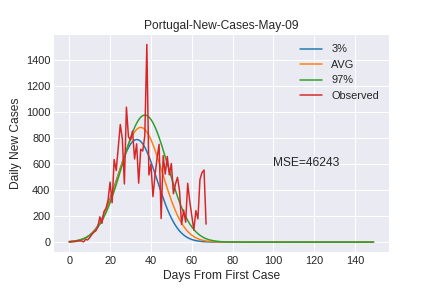 Portugal-New-Cases-May-09
Daily New Cases
1400
1200
1000
800
600
400
200
0
3%
AVG
97%
Observed
MSE=46243
0 20 40 60 80 100 120 140
Days From First Case